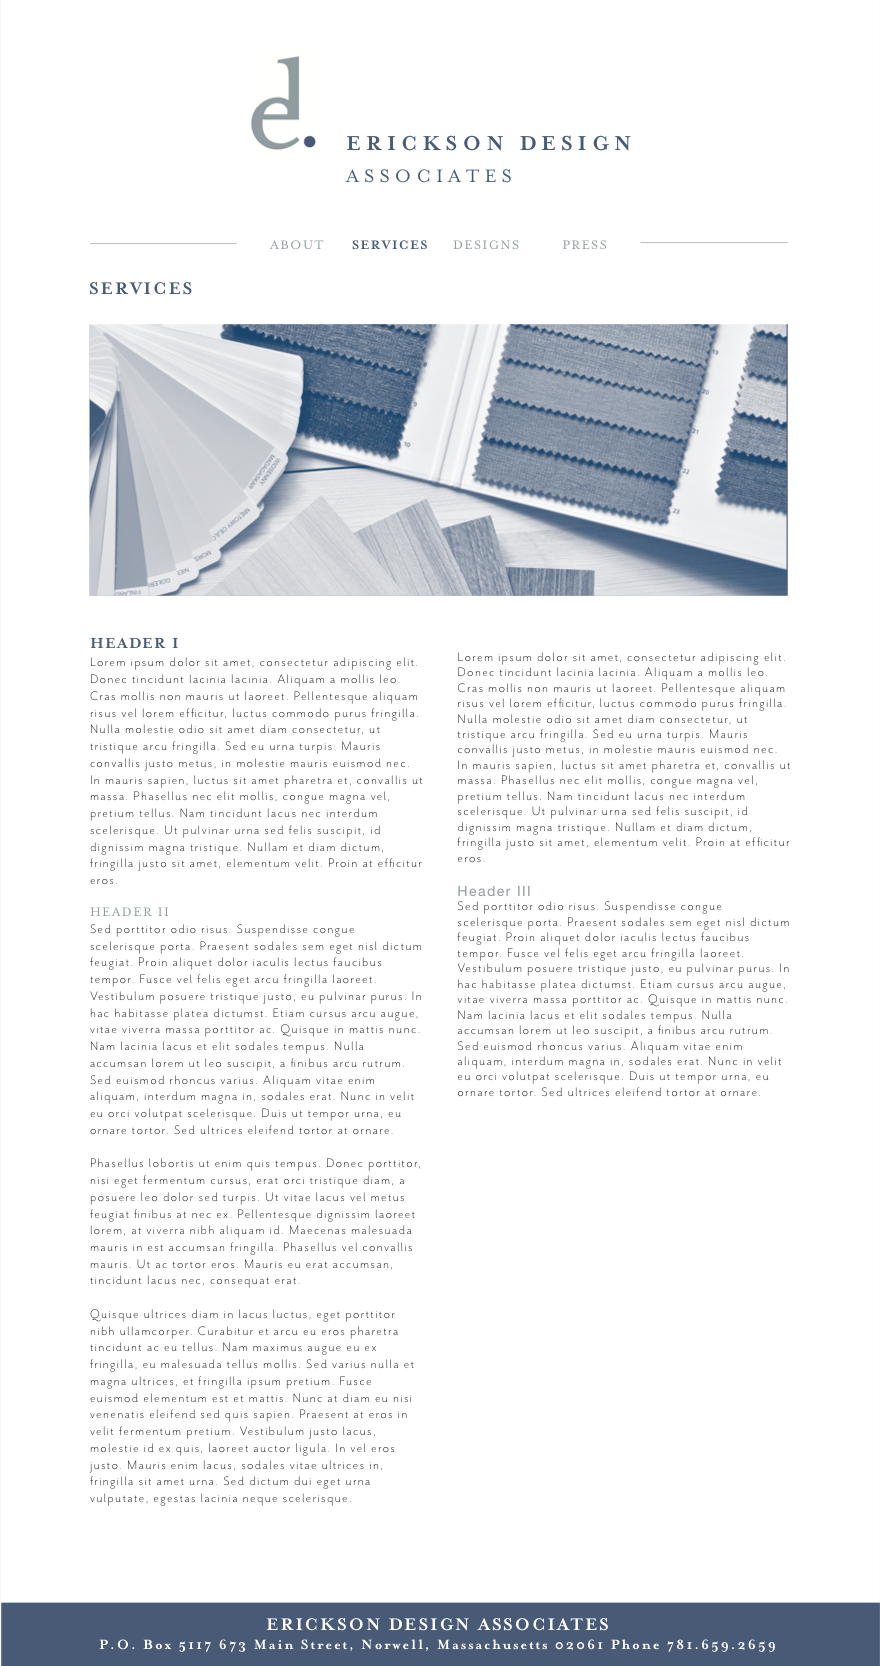 d.
ERICKSON DESIGN
ASSOCIATES
ABOUT SERVICES DESIGNS PRESS
SERVICES
8
9
10
19
20
21
22
23
MADAGASKAR
MIETOWY
MORS
NIEI
GOLER
FINLAND
HEADER I
Lorem ipsum dolor sit amet, consectetur adipiscing elit.
Donec tincidunt lacinia lacinia. Aliquam a mollis leo.
Cras mollis non mauris ut laoreet. Pellentesque aliquam
risus vel lorem efficitur, luctus commodo purus fringilla.
Nulla molestie odio sit amet diam consectetur, ut
tristique arcu fringilla. Sed eu urna turpis. Mauris
convallis justo metus, in molestie mauris euismod nec.
In mauris sapien, luctus sit amet pharetra et, convallis ut
massa. Phasellus nec elit mollis, congue magna vel,
pretium tellus. Nam tincidunt lacus nec interdum
scelerisque. Ut pulvinar urna sed felis suscipit, id
dignissim magna tristique. Nullam et diam dictum,
fringilla justo sit amet, elementum velit. Proin at efficitur
eros.
HEADER II
Sed porttitor odio risus. Suspendisse congue
scelerisque porta. Praesent sodales sem eget nisl dictum
feugiat. Proin aliquet dolor iaculis lectus faucibus
tempor. Fusce vel felis eget arcu fringilla laoreet.
Vestibulum posuere tristique justo, eu pulvinar purus. In
hac habitasse platea dictumst. Etiam cursus arcu augue,
vitae viverra massa porttitor ac. Quisque in mattis nunc.
Nam lacinia lacus et elit sodales tempus. Nulla
accumsan lorem ut leo suscipit, a finibus arcu rutrum.
Sed euismod rhoncus varius. Aliquam vitae enim
aliquam, interdum magna in, sodales erat. Nunc in velit
eu orci volutpat scelerisque. Duis ut tempor urna, eu
ornare tortor. Sed ultrices eleifend tortor at ornare.
Phasellus lobortis ut enim quis tempus. Donec porttitor,
nisi eget fermentum cursus, erat orci tristique diam, a
posuere leo dolor sed turpis. Ut vitae lacus vel metus
feugiat finibus at nec ex. Pellentesque dignissim laoreet
lorem, at viverra nibh aliquam id. Maecenas malesuada
mauris in est accumsan fringilla. Phasellus vel convallis
mauris. Ut ac tortor eros. Mauris eu erat accumsan,
tincidunt lacus nec, consequat erat.
Quisque ultrices diam in lacus luctus, eget porttitor
nibh ullamcorper. Curabitur et arcu eu eros pharetra
tincidunt ac eu tellus. Nam maximus augue eu ex
fringilla, eu malesuada tellus mollis. Sed varius nulla et
magna ultrices, et fringilla ipsum pretium. Fusce
euismod elementum est et mattis. Nunc at diam eu nisi
venenatis eleifend sed quis sapien. Praesent at eros in
velit fermentum pretium. Vestibulum justo lacus,
molestie id ex quis, laoreet auctor ligula. In vel eros
justo. Mauris enim lacus, sodales vitae ultrices in,
fringilla sit amet urna. Sed dictum dui eget urna
vulputate, egestas lacinia neque scelerisque.
Lorem ipsum dolor sit amet, consectetur adipiscing elit.
Donec tincidunt lacinia lacinia. Aliquam a mollis leo.
Cras mollis non mauris ut laoreet. Pellentesque aliquam
risus vel lorem efficitur, luctus commodo purus fringilla.
Nulla molestie odio sit amet diam consectetur, ut
tristique arcu fringilla. Sed eu urna turpis. Mauris
convallis justo metus, in molestie mauris euismod nec.
In mauris sapien, luctus sit amet pharetra et, convallis ut
massa. Phasellus nec elit mollis, congue magna vel,
pretium tellus. Nam tincidunt lacus nec interdum
scelerisque. Ut pulvinar urna sed felis suscipit, id
dignissim magna tristique. Nullam et diam dictum,
fringilla justo sit amet, elementum velit. Proin at efficitur
eros.
Header III
Sed porttitor odio risus. Suspendisse congue
scelerisque porta. Praesent sodales sem eget nisl dictum
feugiat. Proin aliquet dolor iaculis lectus faucibus
tempor. Fusce vel felis eget arcu fringilla laoreet.
Vestibulum posuere tristique justo, eu pulvinar purus. In
hac habitasse platea dictumst. Etiam cursus arcu augue,
vitae viverra massa porttitor ac. Quisque in mattis nunc.
Nam lacinia lacus et elit sodales tempus. Nulla
accumsan lorem ut leo suscipit, a finibus arcu rutrum.
Sed euismod rhoncus varius. Aliquam vitae enim
aliquam, interdum magna in, sodales erat. Nunc in velit
eu orci volutpat scelerisque. Duis ut tempor urna, eu
ornare tortor. Sed ultrices eleifend tortor at ornare.
ERICKSON DESIGN ASSOCIATES
P.O. Box 5117 673 Main Street, Norwell, Massachusetts 02061 Phone 781.659.2659